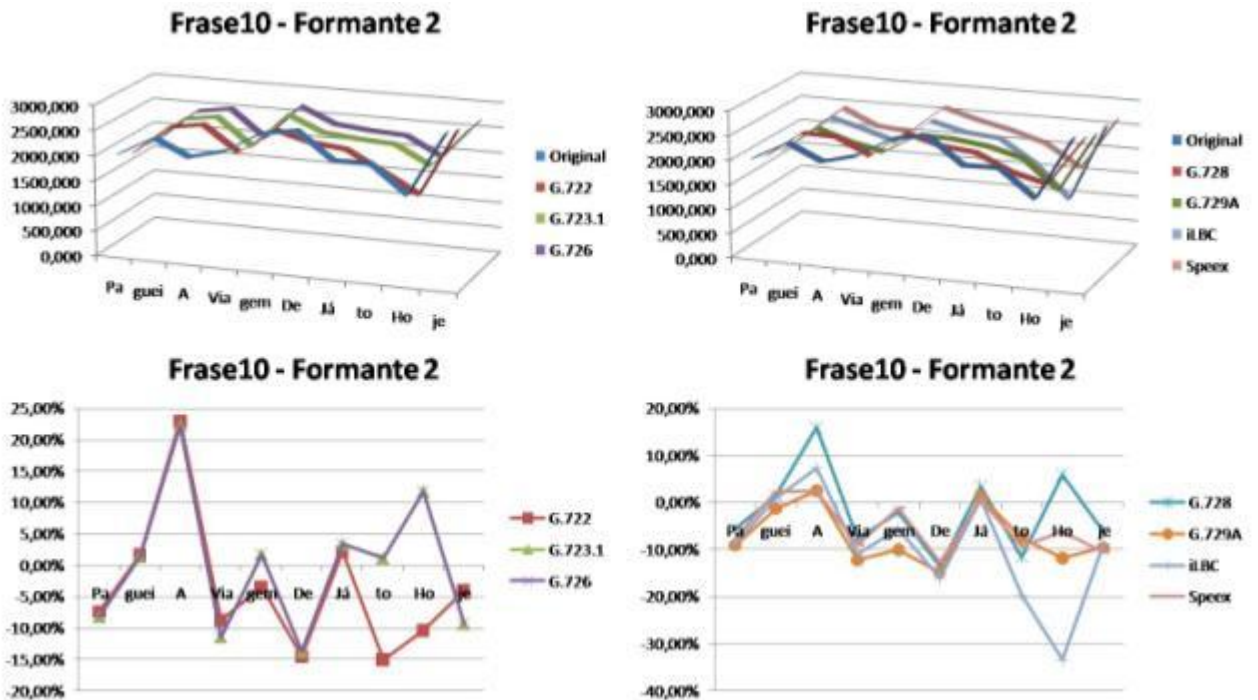 Frase10 - Formante 2
3000,000
2500,000
2000,000
1500,000
1000,000
500,000
0,000
Pa guei A Via gem De Já to Ho je
Original
G.722
G.723.1
G.726
Frase10 - Formante 2
3000,000
2500,000
2000,000
1500,000
1000,000
500,000
0,000
Pa guei A Via gem De Já to Ho je
Original
G.728
G.729A
iLBC
Speex
Frase10 - Formante 2
25,00%
20,00%
15,00%
10,00%
5,00%
0,00%
-5,00%
-10,00%
-15,00%
-20,00%
Pa guei A Via gem De Já to Ho je
G.722
G.723.1
G.726
Frase10 - Formante 2
20,00%
10,00%
0,00%
-10,00%
-20,00%
-30,00%
-40,00%
Pa guei A Via gem De Já to Ho je
G.728
G.729A
iLBC
Speex